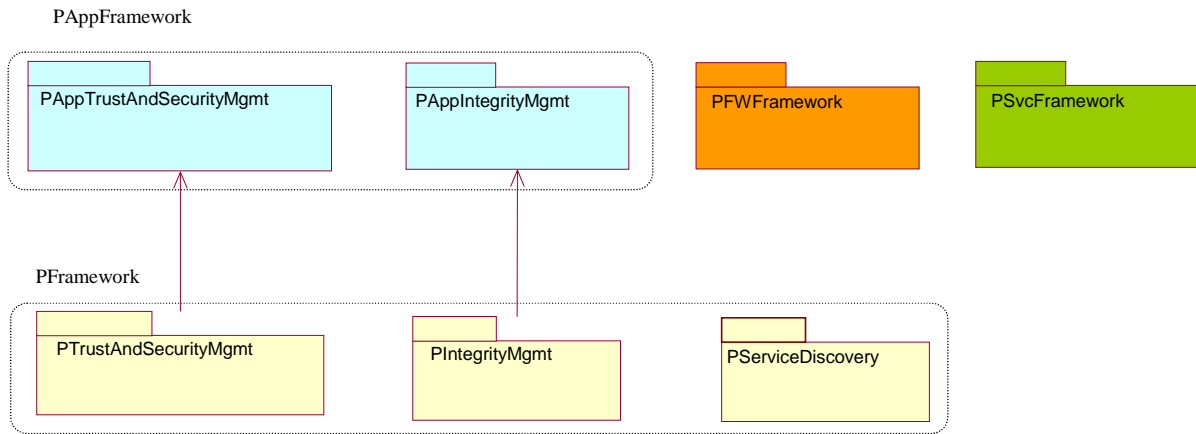 PAppFramework
PAppTrustAndSecurityMgmt
PAppIntegrityMgmt
PFWFramework
PSvcFramework
PFramework
PTrustAndSecurityMgmt
PIntegrityMgmt
PServiceDiscovery